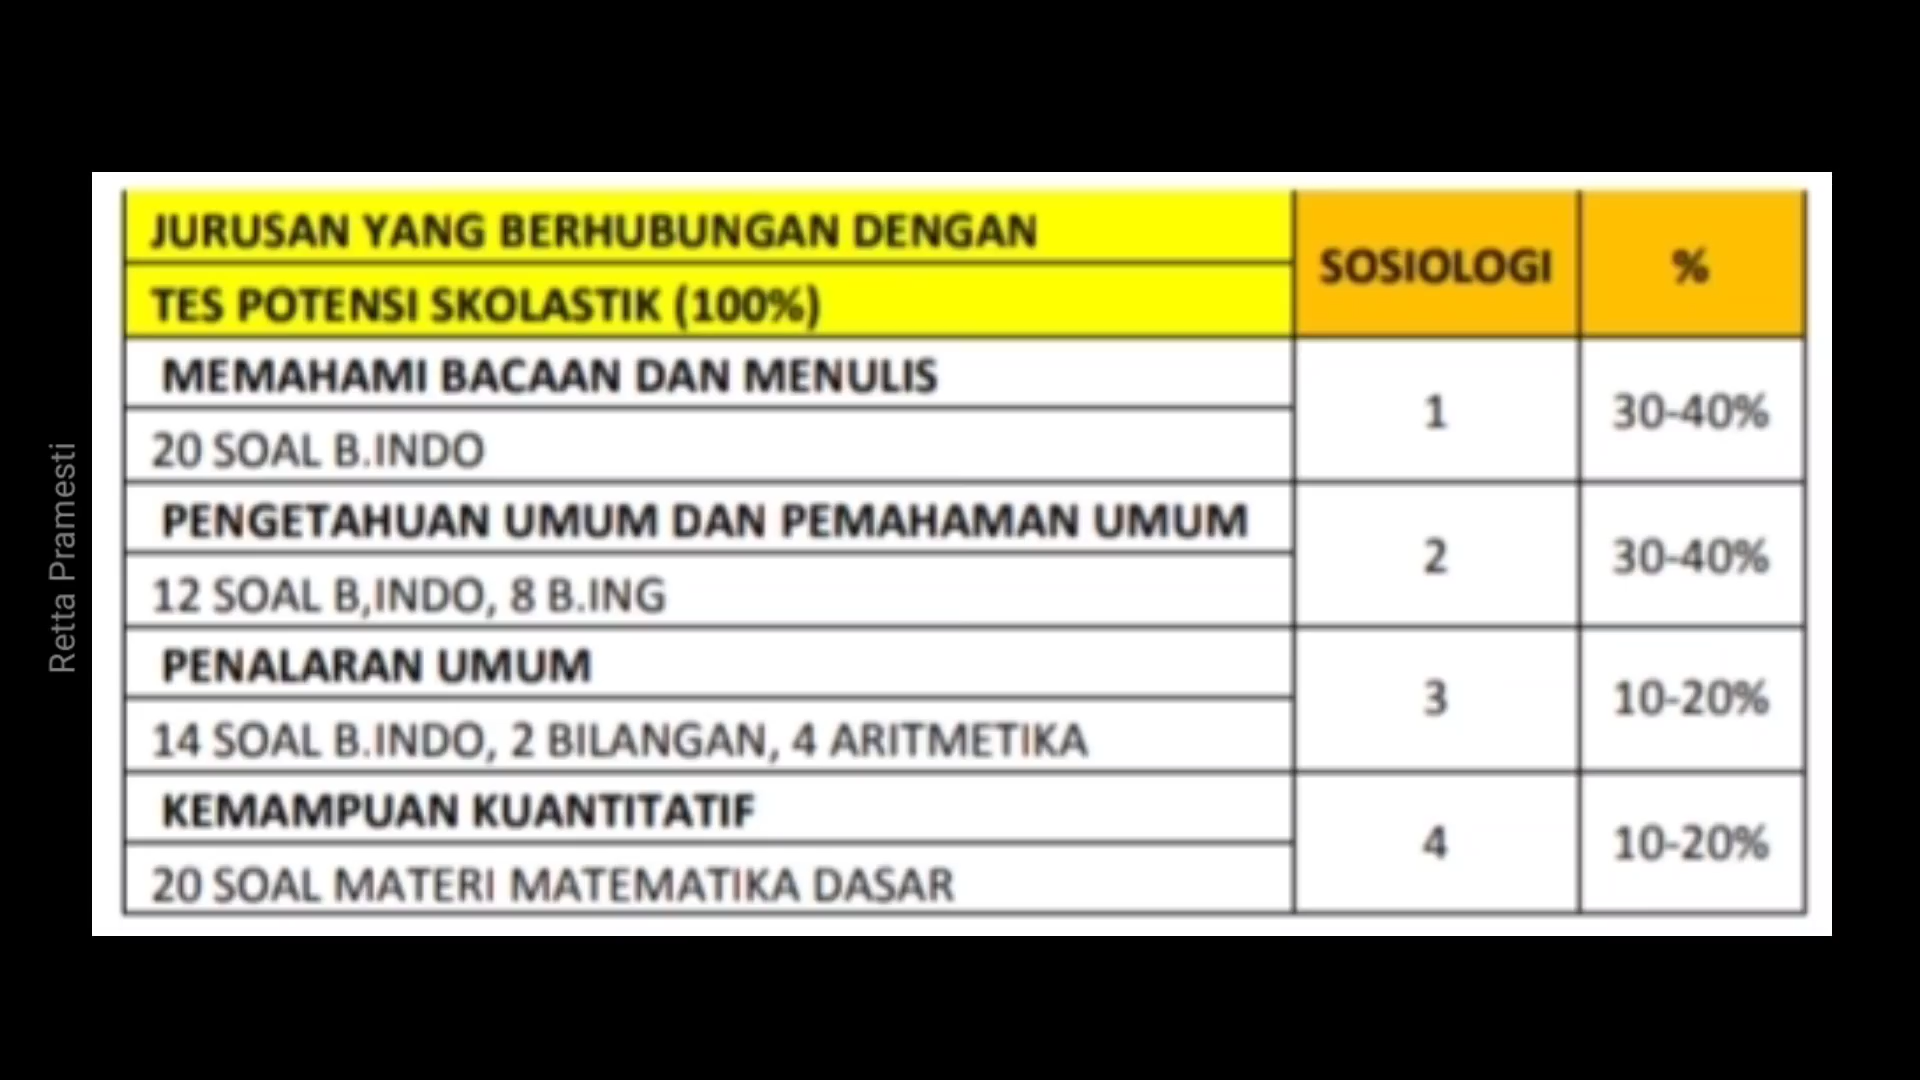 JURUSAN YANG BERHUBUNGAN DENGAN
TES POTENSI SKOLASTIK (100%)
SOSIOLOGI
%
MEMAHAMI BACAAN DAN MENULIS
20 SOAL B.INDO
1
30-40%
PENGETAHUAN UMUM DAN PEMAHAMAN UMUM
12 SOAL B,INDO, 8 B.ING
2
30-40%
PENALARAN UMUM
14 SOAL B.INDO, 2 BILANGAN, 4 ARITMETIKA
3
10-20%
KEMAMPUAN KUANTITATIF
20 SOAL MATERI MATEMATIKA DASAR
4
10-20%
Retta Pramesti